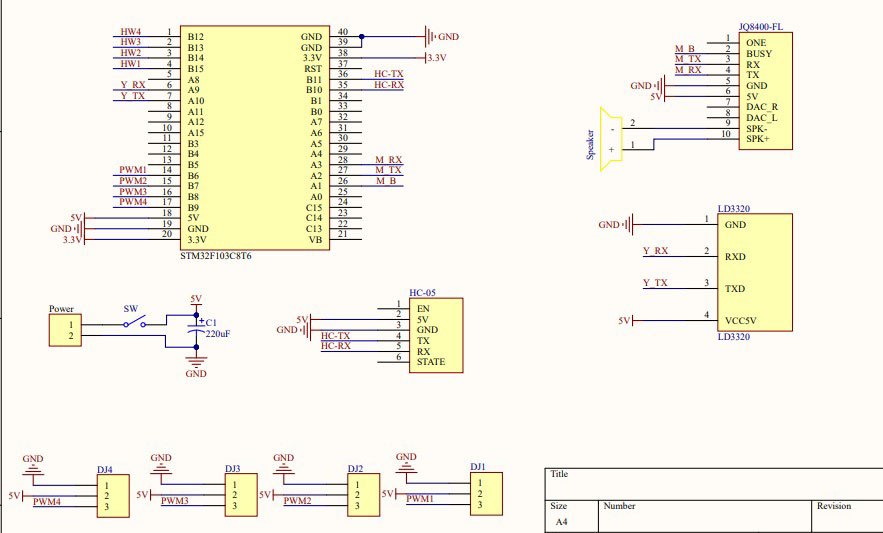 HW4 1 B12 GND 40 GND
HW3 2 B13 GND 39
HW2 3 B14 3.3V 38 3.3V
HW1 4 B15 RST 37
5 A8 B11 36 HC-TX
Y_RX 6 A9 B10 35 HC-RX
Y_TX 7 A10 B1 34
8 A11 B0 33
9 A12 A7 32
10 A15 A6 31
11 B3 A5 30
12 B4 A4 29
13 B5 A3 28 M_RX
PWM1 14 B6 A2 27 M_TX
PWM2 15 B7 A1 26 M_B
PWM3 16 B8 A0 25
PWM4 17 B9 C15 24
5V 18 5V C14 23
GND 19 GND C13 22
3.3V 20 3.3V VB 21
STM32F103C8T6
JQ8400-FL
1 ONE
M_B 2 BUSY
M_TX 3 RX
M_RX 4 TX
GND 5 GND
5V 6 5V
7 DAC_R
8 DAC_L
9 SPK-
10 SPK+
Speaker
- 2
+ 1
LD3320
GND 1 GND
Y_RX 2 RXD
Y_TX 3 TXD
5V 4 VCC5V
LD3320
Power
1
2
SW
5V
+ C1
220uF
GND
HC-05
1 EN
5V 2 5V
GND 3 GND
HC-TX 4 TX
HC-RX 5 RX
6 STATE
GND DJ4
1
5V 2
PWM4 3
GND DJ3
1
5V 2
PWM3 3
GND DJ2
1
5V 2
PWM2 3
GND DJ1
1
5V 2
PWM1 3
Title
Size Number Revision
A4